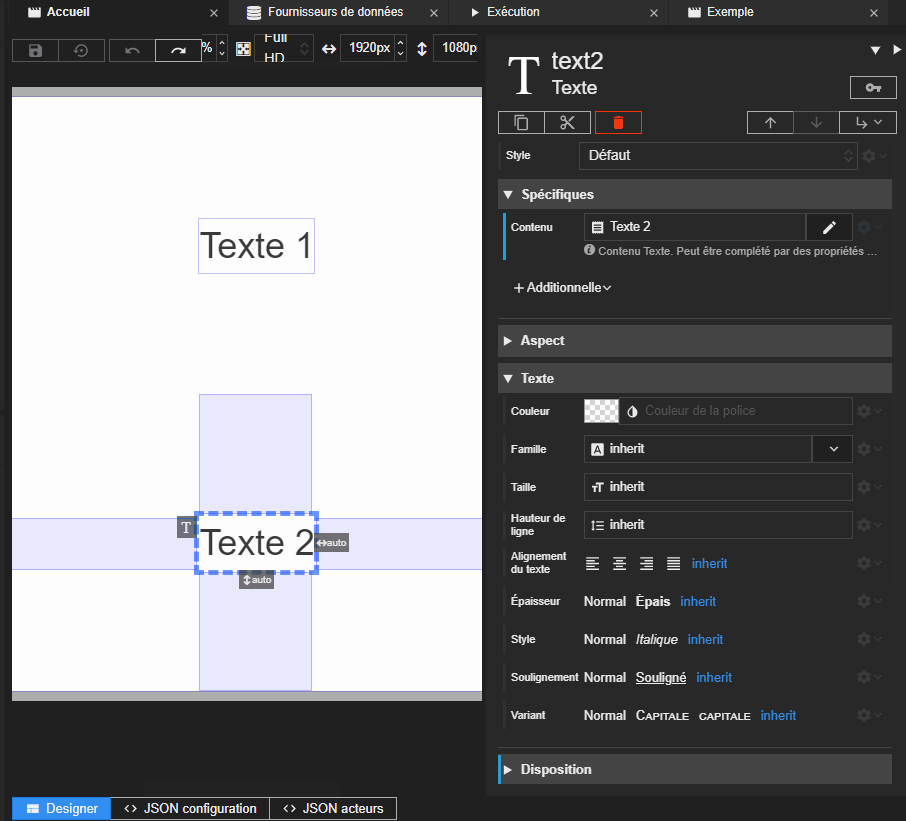 Accueil
Fournisseurs de données
Exécution
Exemple
%
Full HD
1920px
1080p
Texte 1
T
Texte 2
auto
auto
T
text2
Texte
Style
Défaut
Spécifiques
Contenu
Texte 2
Contenu Texte. Peut être complété par des propriétés ...
+ Additionnelle
Aspect
Texte
Couleur
Couleur de la police
Famille
A
inherit
Taille
inherit
Hauteur de ligne
inherit
Alignement du texte
inherit
Épaisseur
Normal Épais inherit
Style
Normal Italique inherit
Soulignement
Normal Souligné inherit
Variant
Normal Capitale CAPITALE inherit
Disposition
Designer
JSON configuration
JSON acteurs